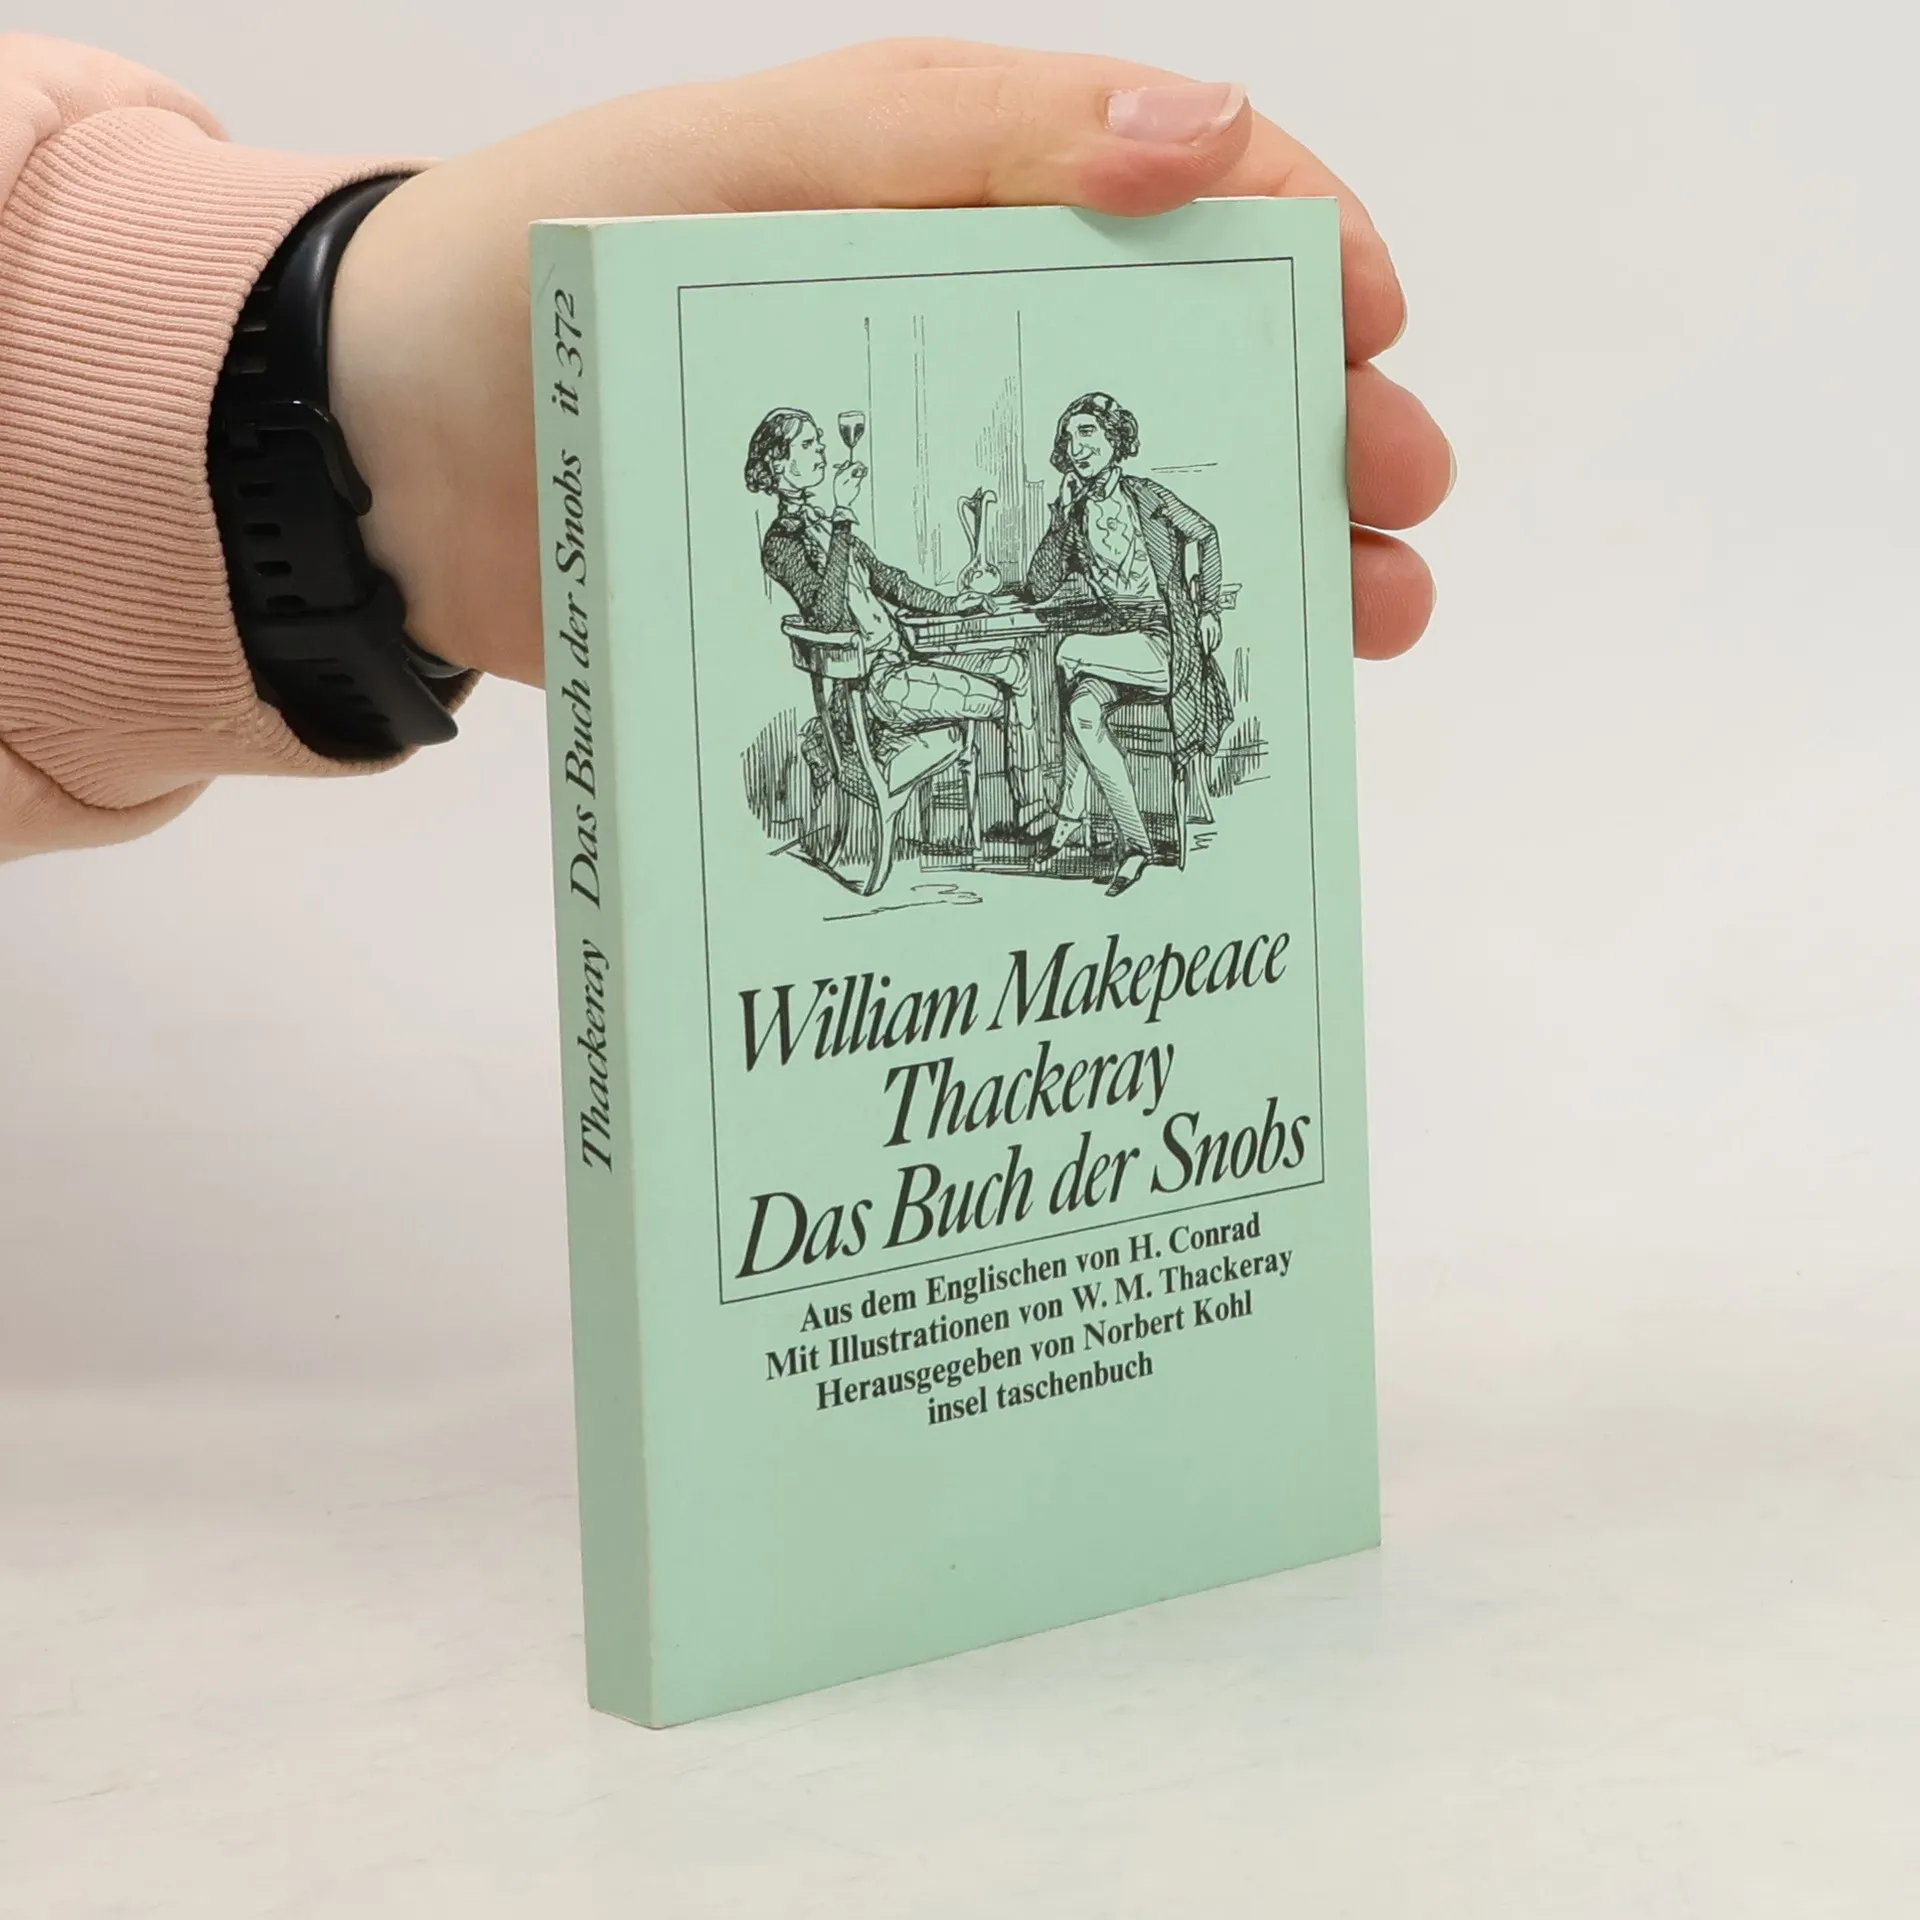 Thackeray Das Buch der Snobs it 372
William Makepeace
Thackeray
Das Buch der Snobs
Aus dem Englischen von H. Conrad
Mit Illustrationen von W. M. Thackeray
Herausgegeben von Norbert Kohl
insel taschenbuch